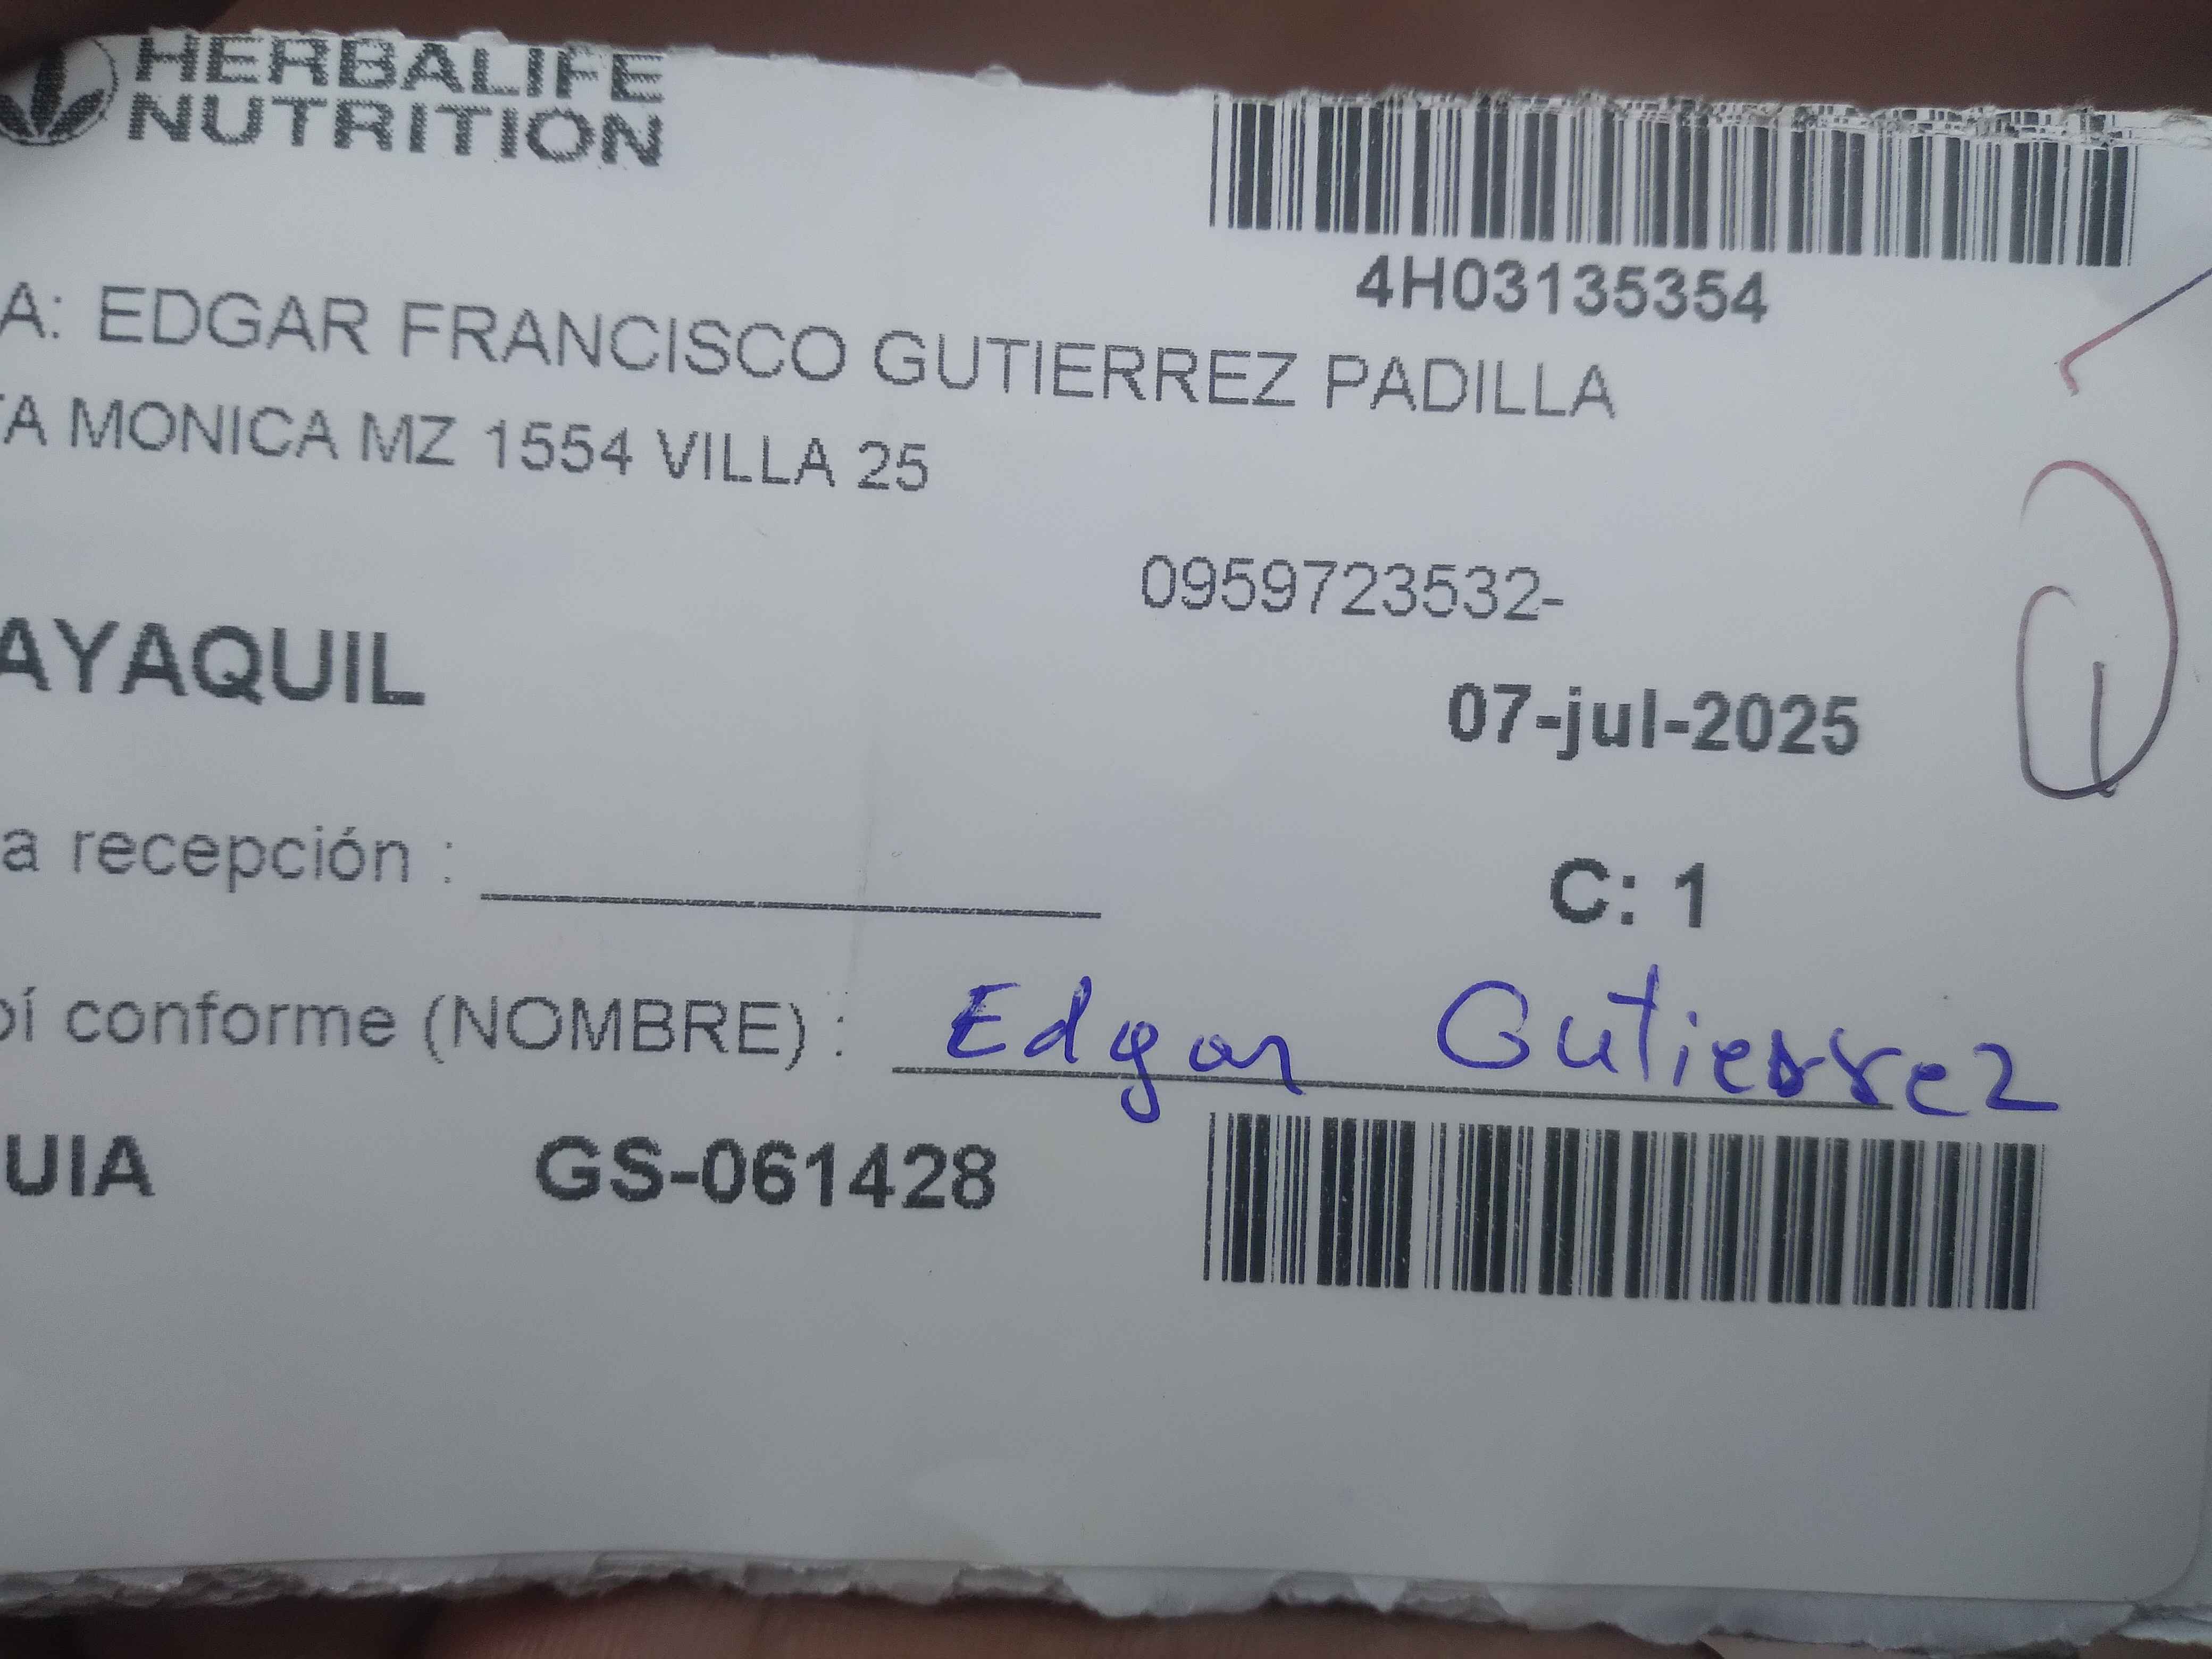 HERBALIFE
NUTRITION
4H03135354
A: EDGAR FRANCISCO GUTIERREZ PADILLA
TA MONICA MZ 1554 VILLA 25
0959723532-
AYAQUIL
07-jul-2025
a recepción :
C: 1
bí conforme (NOMBRE) : Edgar Gutierrez
UIA GS-061428